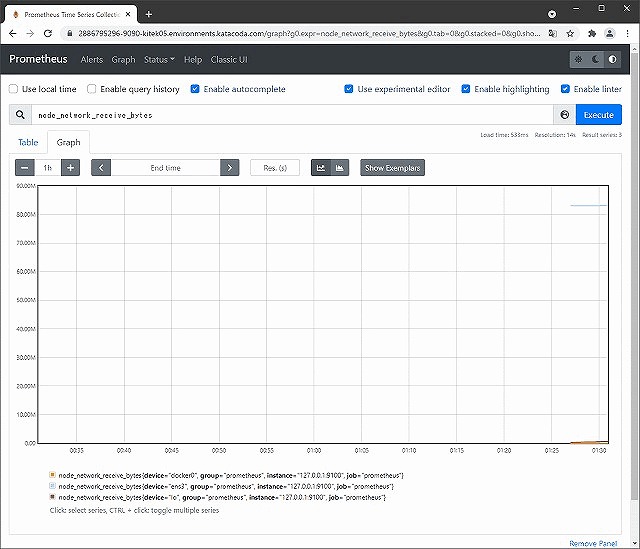 Prometheus Time Series Collectio
2886795296-9090-kitek05.environments.katacoda.com/graph?g0.expr=node_network_receive_bytes&g0.tab=0&g0.stacked=0&g0.sho...
Prometheus Alerts Graph Status Help Classic UI
Use local time Enable query history Enable autocomplete Use experimental editor Enable highlighting Enable linter
node_network_receive_bytes Execute
Load time: 538ms Resolution: 14s Result series: 3
Table Graph
1h End time Res. (s) Show Exemplars
90.00M
80.00M
70.00M
60.00M
50.00M
40.00M
30.00M
20.00M
10.00M
0.00
00:35 00:40 00:45 00:50 00:55 01:00 01:05 01:10 01:15 01:20 01:25 01:30
node_network_receive_bytes{device="docker0", group="prometheus", instance="127.0.0.1:9100", job="prometheus"}
node_network_receive_bytes{device="ens3", group="prometheus", instance="127.0.0.1:9100", job="prometheus"}
node_network_receive_bytes{device="lo", group="prometheus", instance="127.0.0.1:9100", job="prometheus"}
Click: select series, CTRL + click: toggle multiple series
Remove Panel